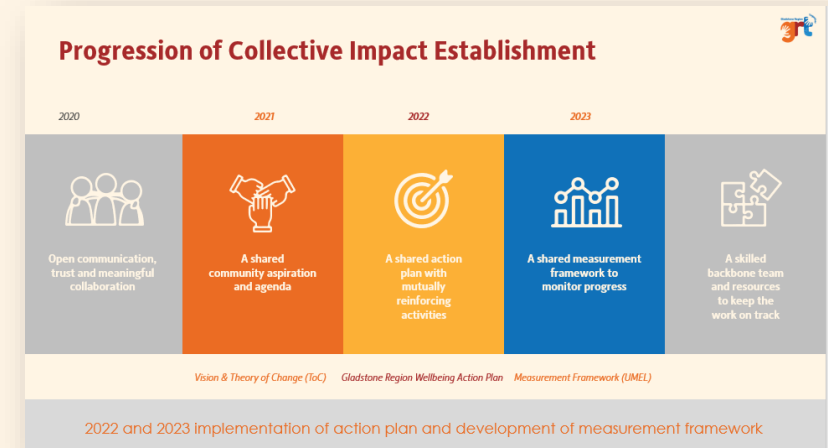 Gladstone Region
grt
Progression of Collective Impact Establishment
2020
2021
2022
2023
Open communication,
trust and meaningful
collaboration
A shared
community aspiration
and agenda
A shared action
plan with
mutually
reinforcing
activities
A shared measurement
framework to
monitor progress
A skilled
backbone team
and resources
to keep the
work on track
Vision & Theory of Change (ToC)
Gladstone Region Wellbeing Action Plan
Measurement Framework (UMEL)
2022 and 2023 implementation of action plan and development of measurement framework